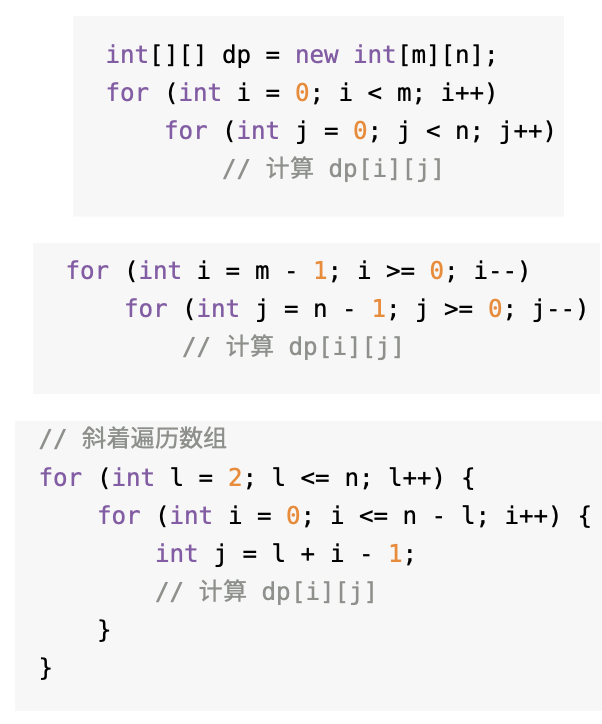 int[][] dp = new int[m][n];
for (int i = 0; i < m; i++)
    for (int j = 0; j < n; j++)
        // 计算 dp[i][j]
for (int i = m - 1; i >= 0; i--)
    for (int j = n - 1; j >= 0; j--)
        // 计算 dp[i][j]
// 斜着遍历数组
for (int l = 2; l <= n; l++) {
    for (int i = 0; i <= n - l; i++) {
        int j = l + i - 1;
        // 计算 dp[i][j]
    }
}